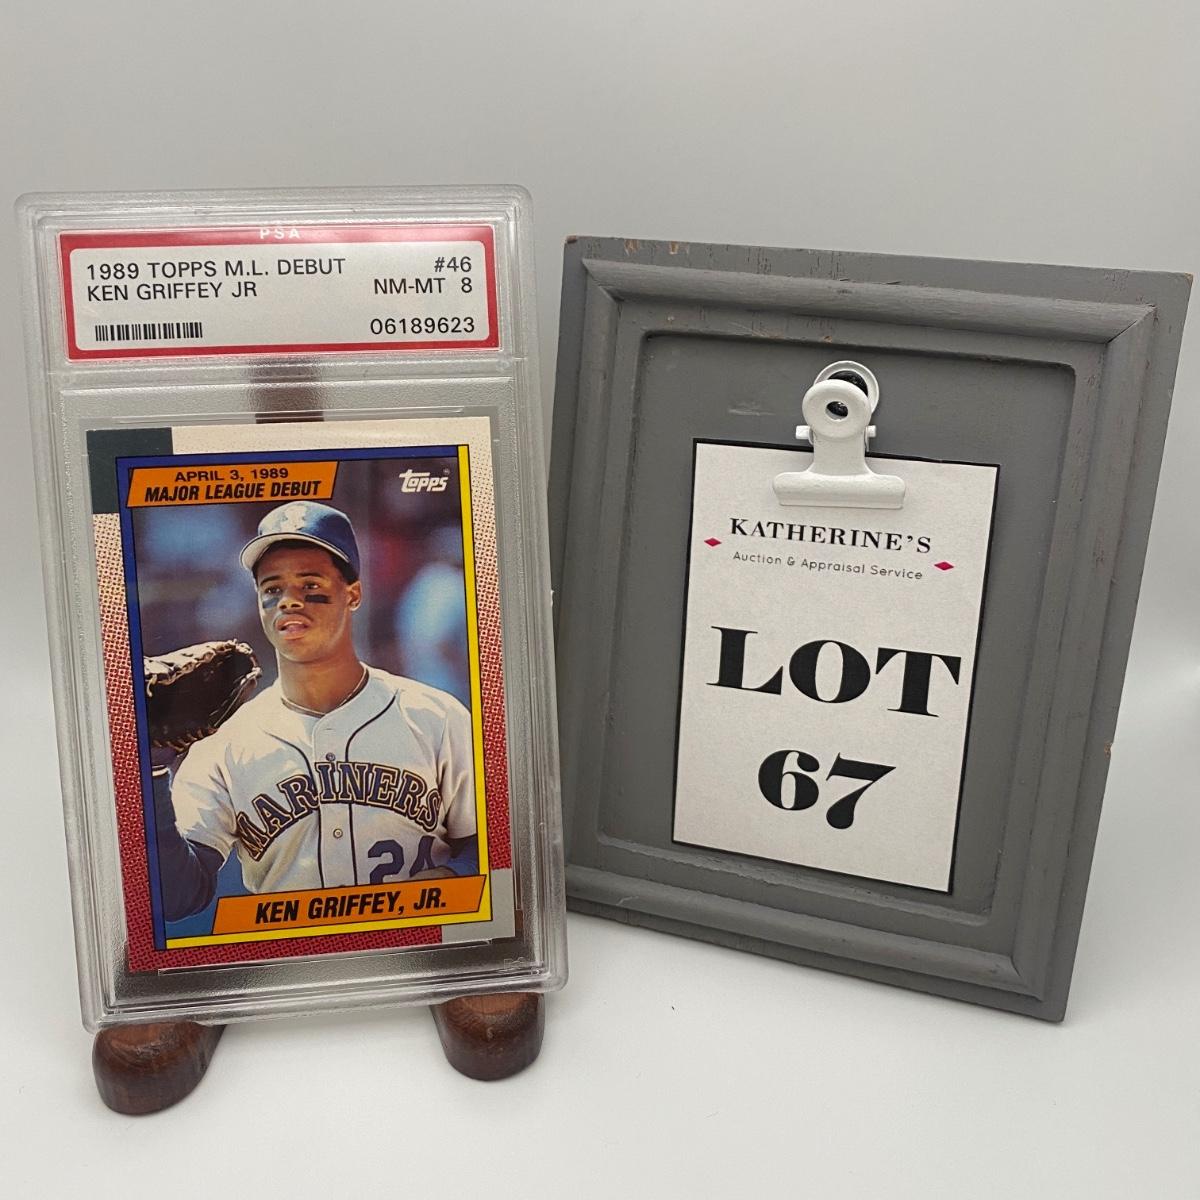 PSA
1989 TOPPS M.L. DEBUT #46
KEN GRIFFEY JR NM-MT 8
06189623
APRIL 3, 1989
MAJOR LEAGUE DEBUT
Topps
MARINERS
24
KEN GRIFFEY, JR.
KATHERINE'S
Auction & Appraisal Service
LOT
67